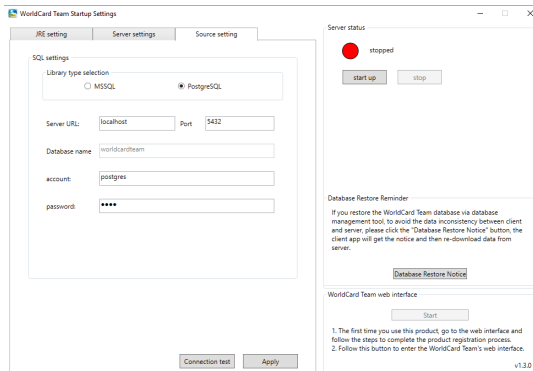 WorldCard Team Startup Settings
JRE setting
Server settings
Source setting
SQL settings
Library type selection
MSSQL
PostgreSQL
Server URL:
localhost
Port
5432
Database name
worldcardteam
account:
postgres
password:
••••
Connection test
Apply
Server status
stopped
start up
stop
Database Restore Reminder
If you restore the WorldCard Team database via database
management tool, to avoid the data inconsistency between client
and server, please click the "Database Restore Notice" button, the
client app will get the notice and then re-download data from
server.
Database Restore Notice
WorldCard Team web interface
Start
1. The first time you use this product, go to the web interface and
follow the steps to complete the product registration process.
2. Follow this button to enter the WorldCard Team's web interface.
v1.3.0